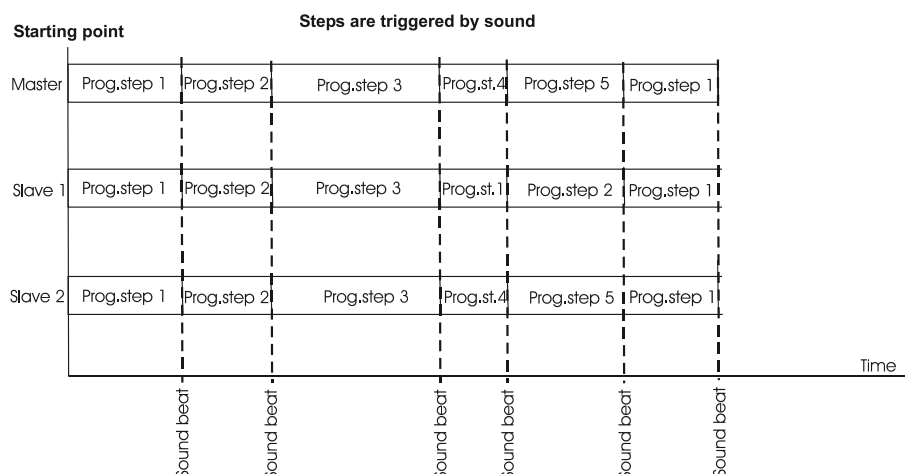 Steps are triggered by sound
Starting point
Master Prog.step 1 Prog.step 2 Prog.step 3 Prog.st.4 Prog.step 5 Prog.step 1
Slave 1 Prog.step 1 Prog.step 2 Prog.step 3 Prog.st.1 Prog.step 2 Prog.step 1
Slave 2 Prog.step 1 Prog.step 2 Prog.step 3 Prog.st.4 Prog.step 5 Prog.step 1
Time
Sound beat
Sound beat
Sound beat
Sound beat
Sound beat
Sound beat